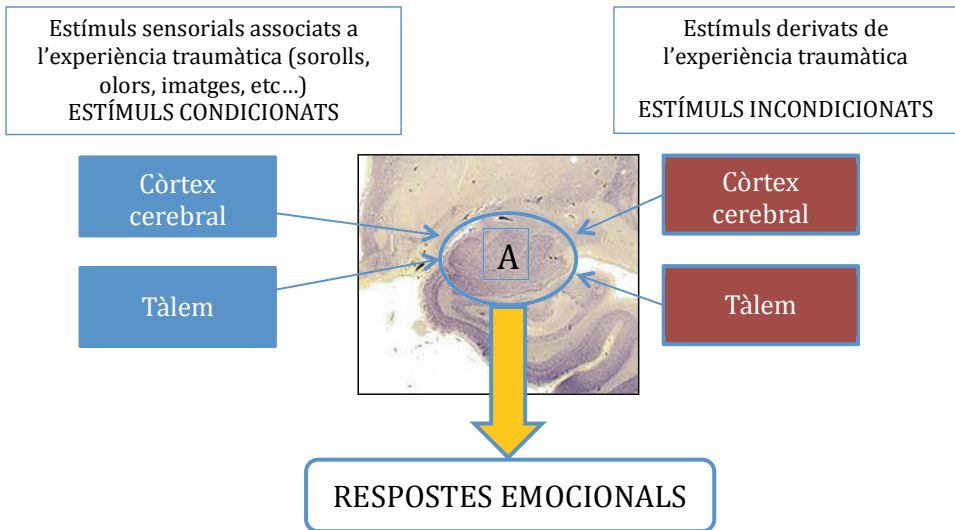 Estímuls sensorials associats a
l’experiència traumàtica (sorolls,
olors, imatges, etc…)
ESTÍMULS CONDICIONATS
Estímuls derivats de
l’experiència traumàtica
ESTÍMULS INCONDICIONATS
Còrtex
cerebral
Tàlem
A
Còrtex
cerebral
Tàlem
RESPOSTES EMOCIONALS